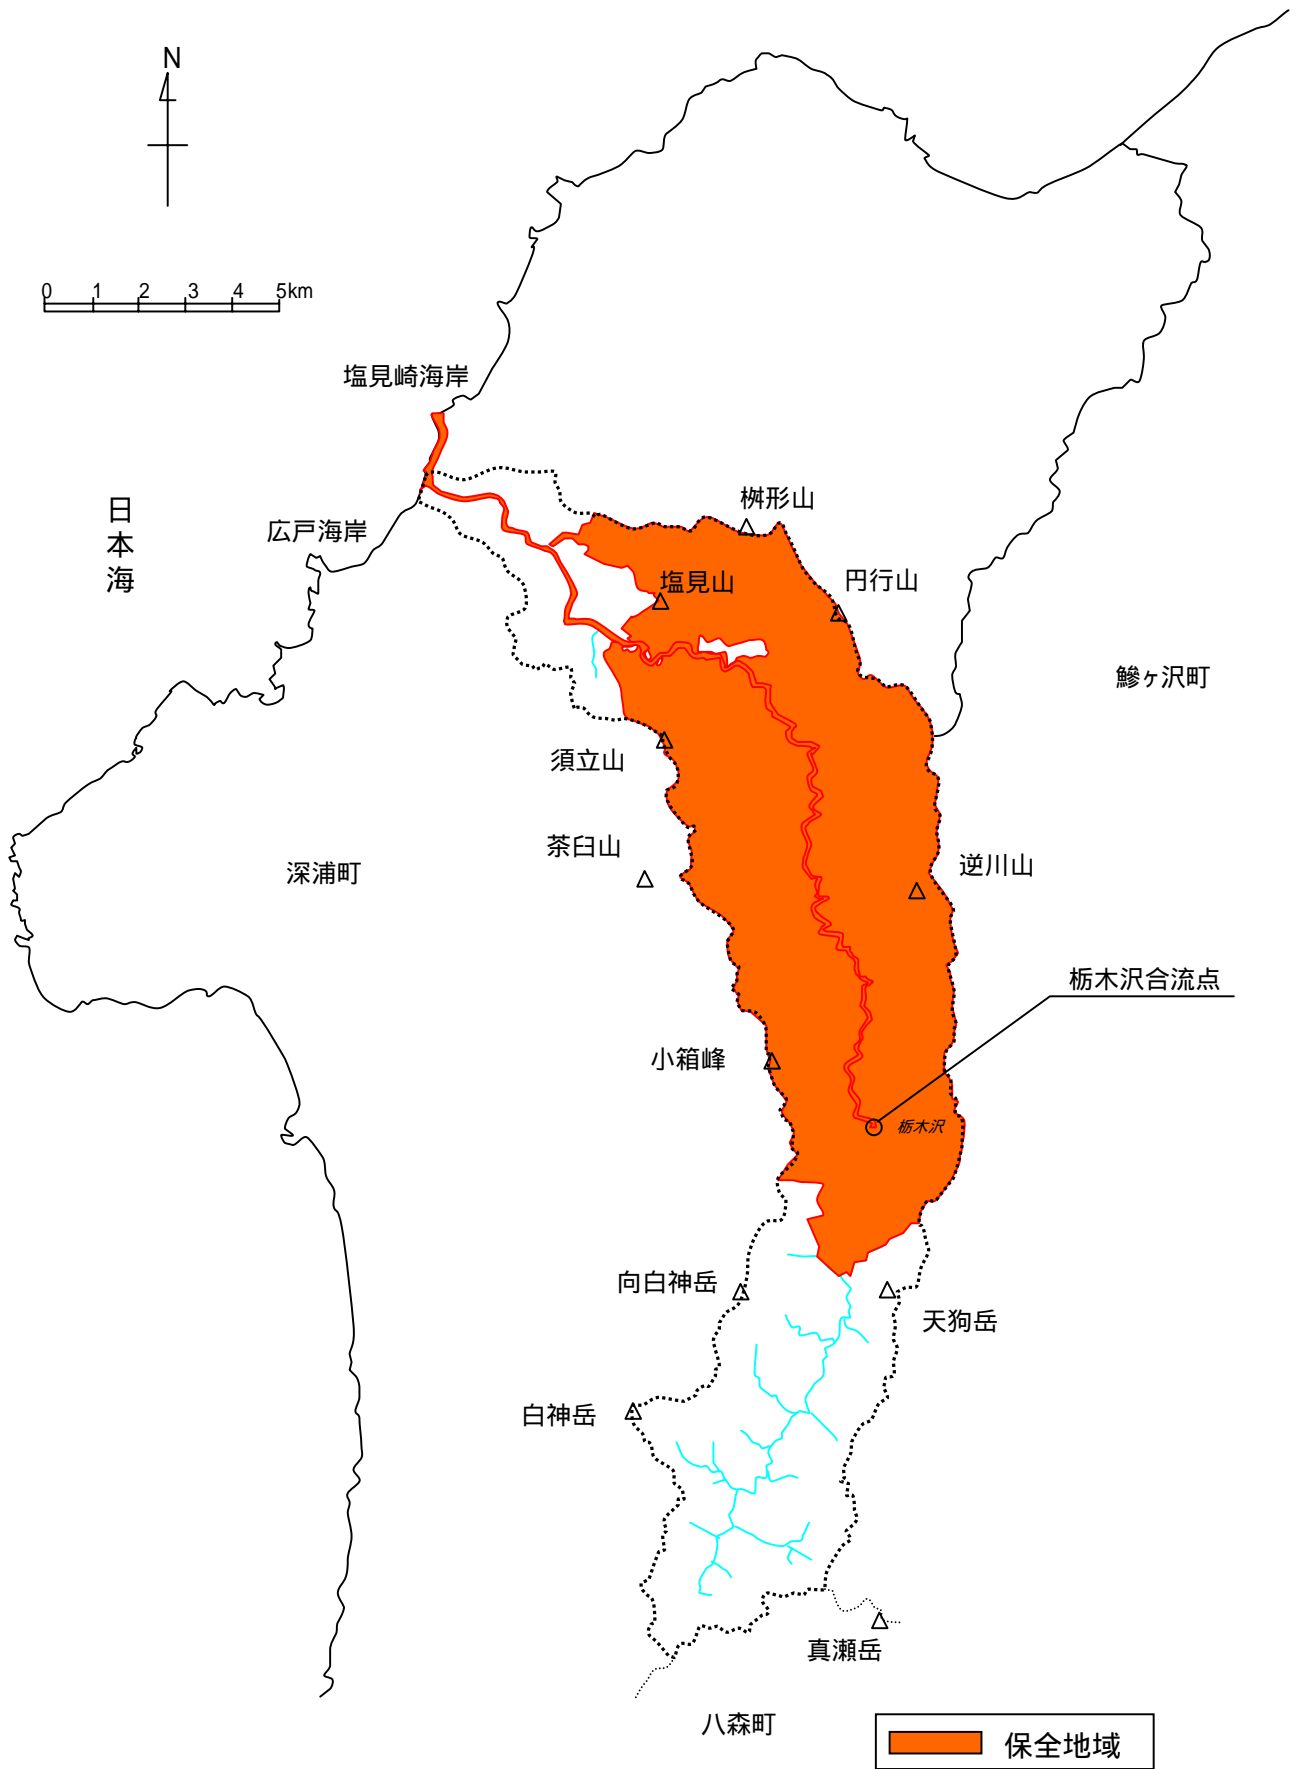 N
0 1 2 3 4 5km
塩見崎海岸
日本海
広戸海岸
桝形山
塩見山
円行山
鰺ヶ沢町
須立山
茶臼山
深浦町
逆川山
栃木沢合流点
小箱峰
栃木沢
向白神岳
天狗岳
白神岳
真瀬岳
八森町
保全地域